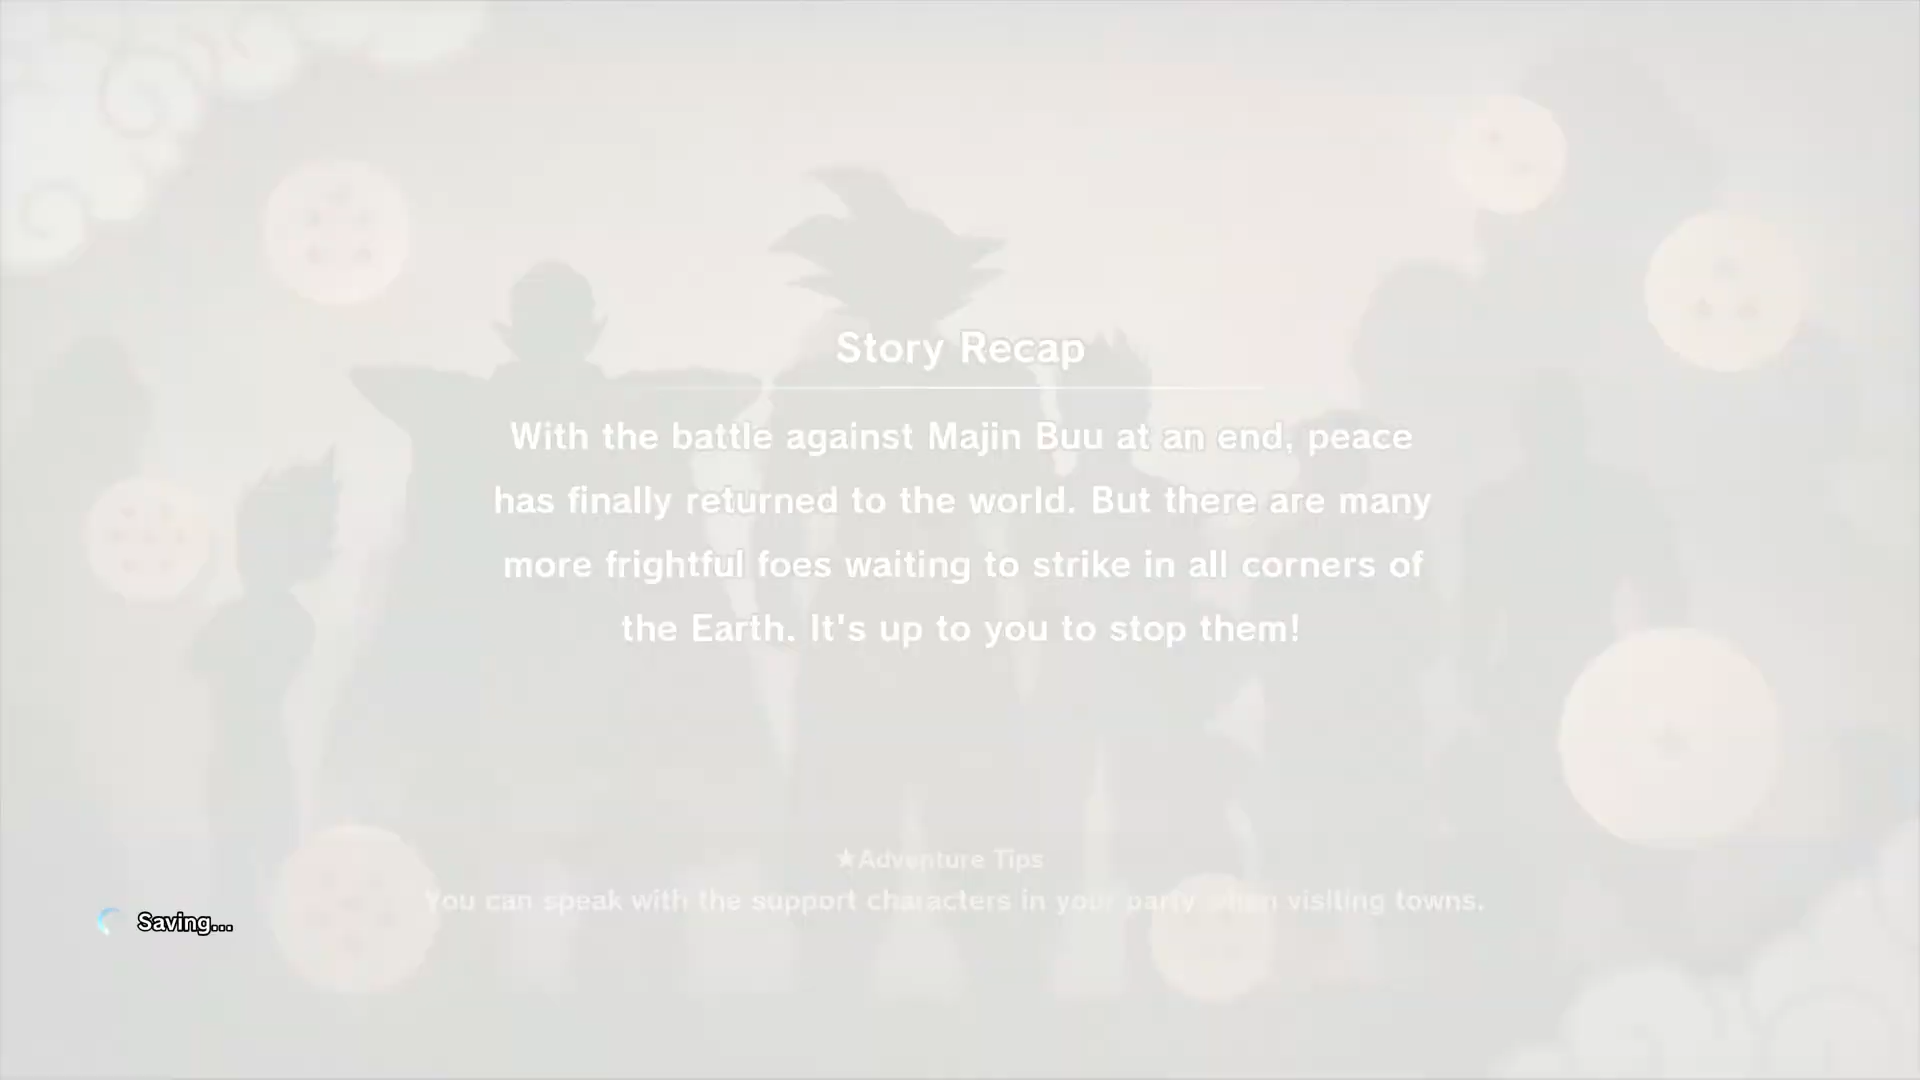 Story Recap
With the battle against Majin Buu at an end, peace
has finally returned to the world. But there are many
more frightful foes waiting to strike in all corners of
the Earth. It's up to you to stop them!
★Adventure Tips
You can speak with the support characters in your party when visiting towns.
Saving...